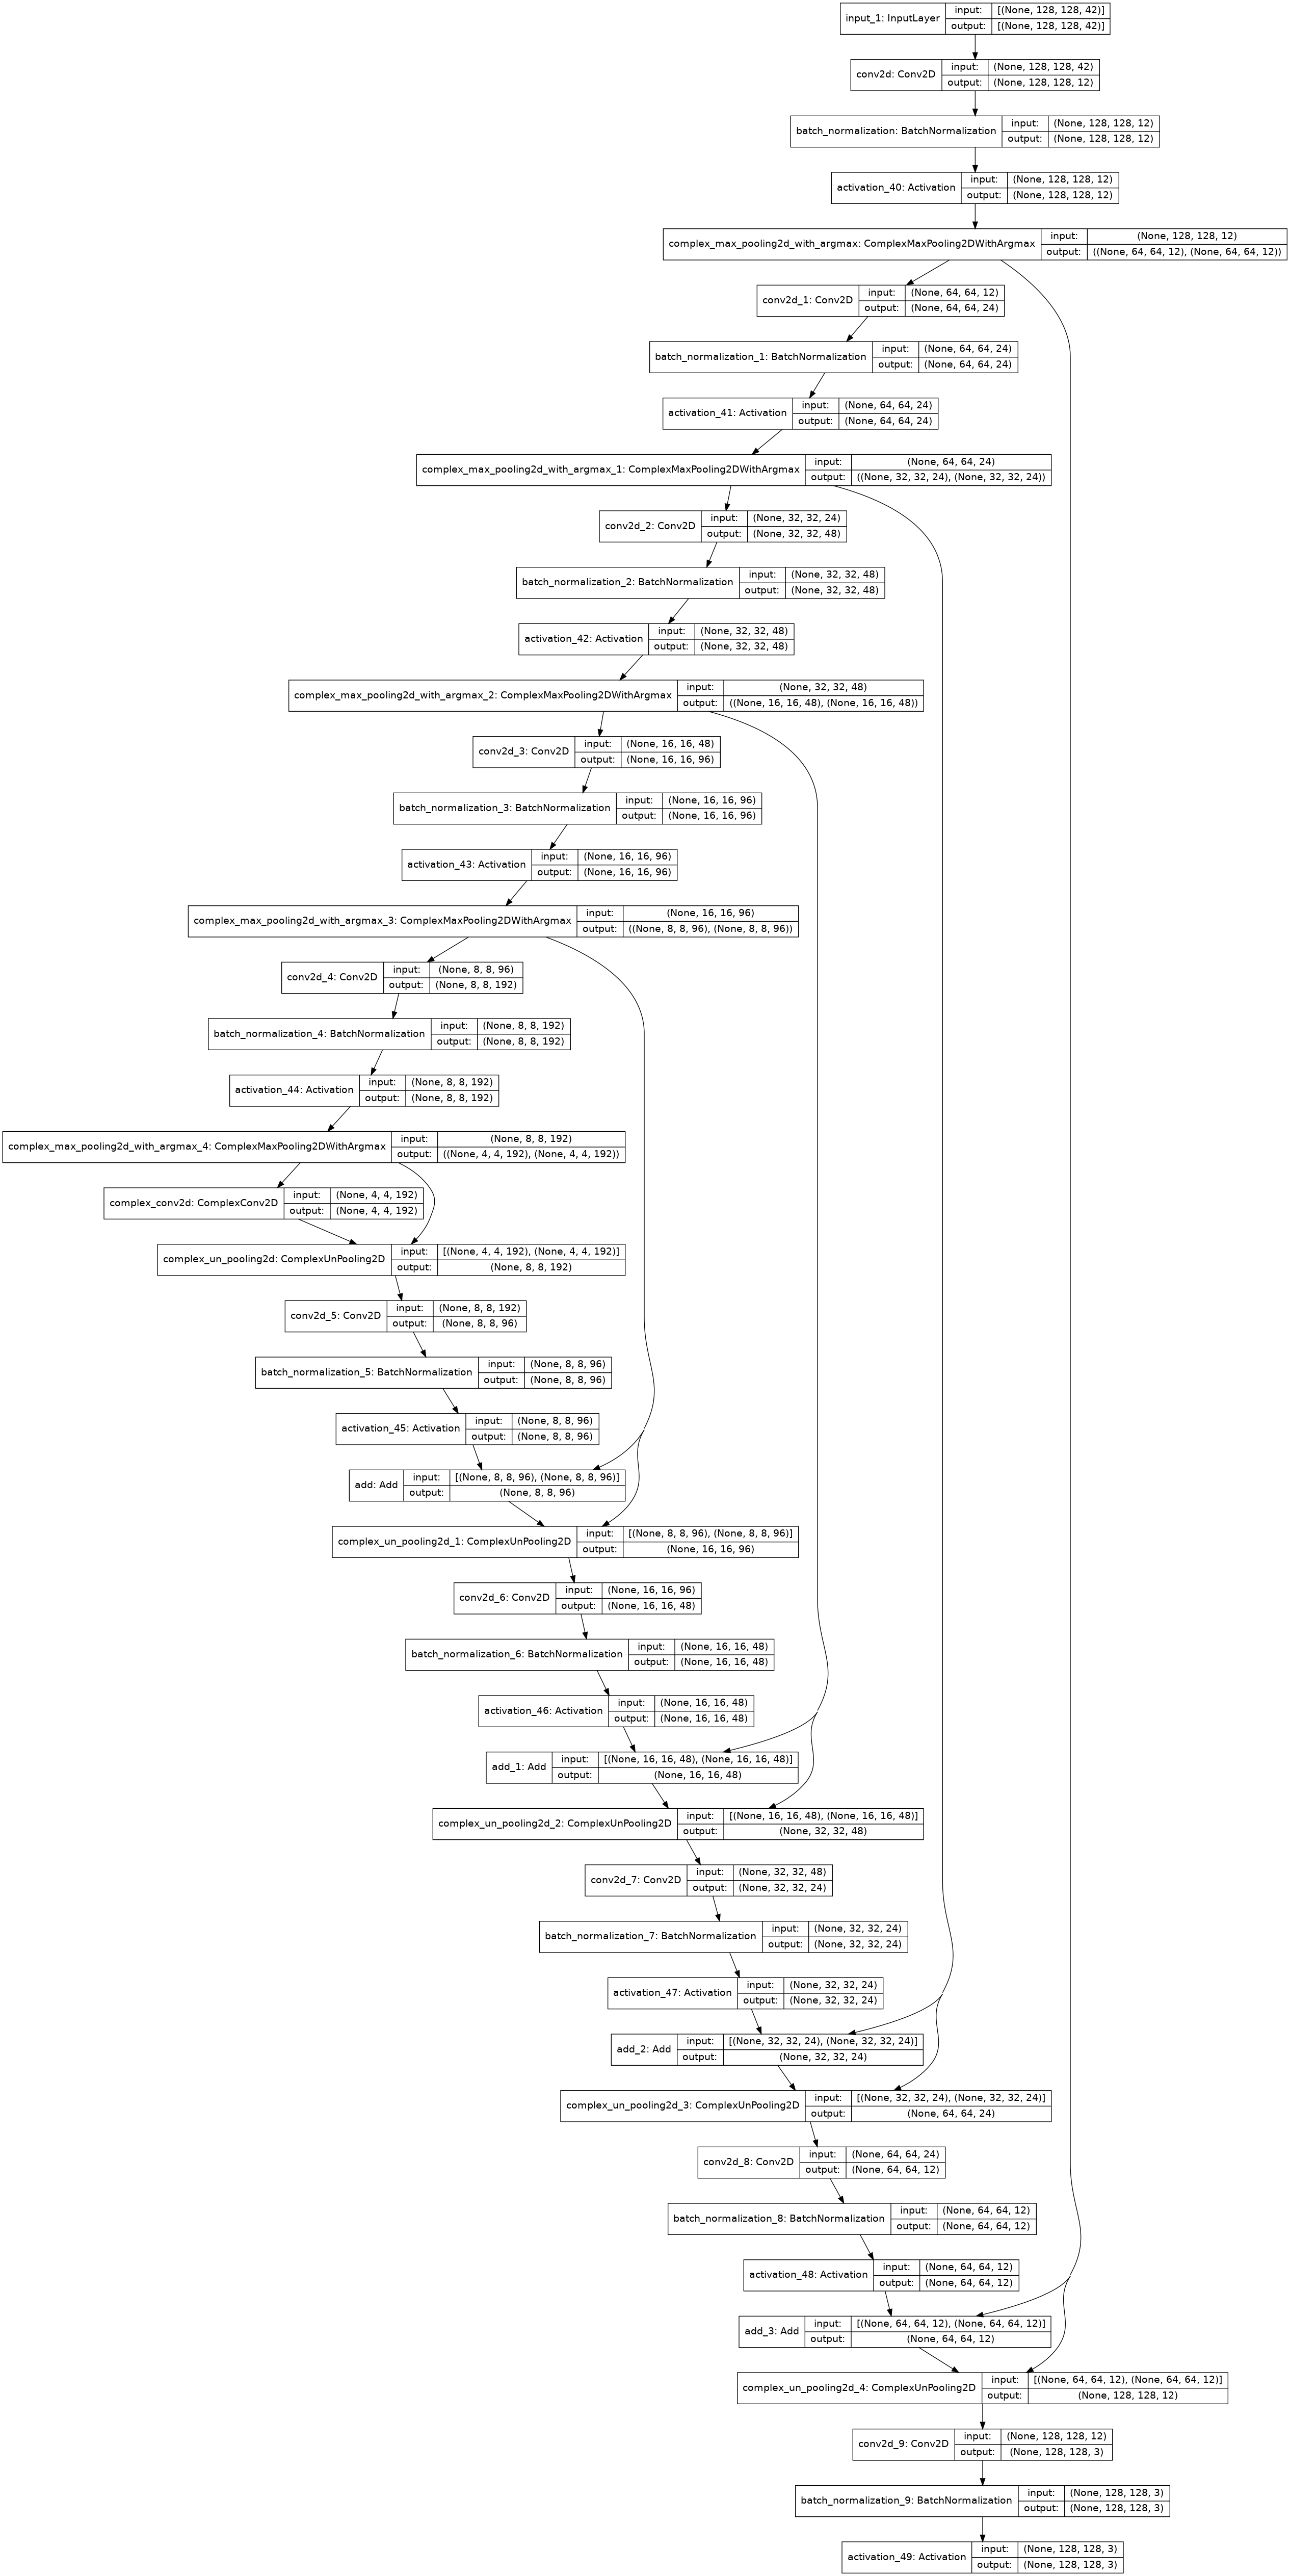 input_1: InputLayer input: [(None, 128, 128, 42)]
output: [(None, 128, 128, 42)]
conv2d: Conv2D input: (None, 128, 128, 42)
output: (None, 128, 128, 12)
batch_normalization: BatchNormalization input: (None, 128, 128, 12)
output: (None, 128, 128, 12)
activation_40: Activation input: (None, 128, 128, 12)
output: (None, 128, 128, 12)
complex_max_pooling2d_with_argmax: ComplexMaxPooling2DWithArgmax input: (None, 128, 128, 12)
output: ((None, 64, 64, 12), (None, 64, 64, 12))
conv2d_1: Conv2D input: (None, 64, 64, 12)
output: (None, 64, 64, 24)
batch_normalization_1: BatchNormalization input: (None, 64, 64, 24)
output: (None, 64, 64, 24)
activation_41: Activation input: (None, 64, 64, 24)
output: (None, 64, 64, 24)
complex_max_pooling2d_with_argmax_1: ComplexMaxPooling2DWithArgmax input: (None, 64, 64, 24)
output: ((None, 32, 32, 24), (None, 32, 32, 24))
conv2d_2: Conv2D input: (None, 32, 32, 24)
output: (None, 32, 32, 48)
batch_normalization_2: BatchNormalization input: (None, 32, 32, 48)
output: (None, 32, 32, 48)
activation_42: Activation input: (None, 32, 32, 48)
output: (None, 32, 32, 48)
complex_max_pooling2d_with_argmax_2: ComplexMaxPooling2DWithArgmax input: (None, 32, 32, 48)
output: ((None, 16, 16, 48), (None, 16, 16, 48))
conv2d_3: Conv2D input: (None, 16, 16, 48)
output: (None, 16, 16, 96)
batch_normalization_3: BatchNormalization input: (None, 16, 16, 96)
output: (None, 16, 16, 96)
activation_43: Activation input: (None, 16, 16, 96)
output: (None, 16, 16, 96)
complex_max_pooling2d_with_argmax_3: ComplexMaxPooling2DWithArgmax input: (None, 16, 16, 96)
output: ((None, 8, 8, 96), (None, 8, 8, 96))
conv2d_4: Conv2D input: (None, 8, 8, 96)
output: (None, 8, 8, 192)
batch_normalization_4: BatchNormalization input: (None, 8, 8, 192)
output: (None, 8, 8, 192)
activation_44: Activation input: (None, 8, 8, 192)
output: (None, 8, 8, 192)
complex_max_pooling2d_with_argmax_4: ComplexMaxPooling2DWithArgmax input: (None, 8, 8, 192)
output: ((None, 4, 4, 192), (None, 4, 4, 192))
complex_conv2d: ComplexConv2D input: (None, 4, 4, 192)
output: (None, 4, 4, 192)
complex_un_pooling2d: ComplexUnPooling2D input: [(None, 4, 4, 192), (None, 4, 4, 192)]
output: (None, 8, 8, 192)
conv2d_5: Conv2D input: (None, 8, 8, 192)
output: (None, 8, 8, 96)
batch_normalization_5: BatchNormalization input: (None, 8, 8, 96)
output: (None, 8, 8, 96)
activation_45: Activation input: (None, 8, 8, 96)
output: (None, 8, 8, 96)
add: Add input: [(None, 8, 8, 96), (None, 8, 8, 96)]
output: (None, 8, 8, 96)
complex_un_pooling2d_1: ComplexUnPooling2D input: [(None, 8, 8, 96), (None, 8, 8, 96)]
output: (None, 16, 16, 96)
conv2d_6: Conv2D input: (None, 16, 16, 96)
output: (None, 16, 16, 48)
batch_normalization_6: BatchNormalization input: (None, 16, 16, 48)
output: (None, 16, 16, 48)
activation_46: Activation input: (None, 16, 16, 48)
output: (None, 16, 16, 48)
add_1: Add input: [(None, 16, 16, 48), (None, 16, 16, 48)]
output: (None, 16, 16, 48)
complex_un_pooling2d_2: ComplexUnPooling2D input: [(None, 16, 16, 48), (None, 16, 16, 48)]
output: (None, 32, 32, 48)
conv2d_7: Conv2D input: (None, 32, 32, 48)
output: (None, 32, 32, 24)
batch_normalization_7: BatchNormalization input: (None, 32, 32, 24)
output: (None, 32, 32, 24)
activation_47: Activation input: (None, 32, 32, 24)
output: (None, 32, 32, 24)
add_2: Add input: [(None, 32, 32, 24), (None, 32, 32, 24)]
output: (None, 32, 32, 24)
complex_un_pooling2d_3: ComplexUnPooling2D input: [(None, 32, 32, 24), (None, 32, 32, 24)]
output: (None, 64, 64, 24)
conv2d_8: Conv2D input: (None, 64, 64, 24)
output: (None, 64, 64, 12)
batch_normalization_8: BatchNormalization input: (None, 64, 64, 12)
output: (None, 64, 64, 12)
activation_48: Activation input: (None, 64, 64, 12)
output: (None, 64, 64, 12)
add_3: Add input: [(None, 64, 64, 12), (None, 64, 64, 12)]
output: (None, 64, 64, 12)
complex_un_pooling2d_4: ComplexUnPooling2D input: [(None, 64, 64, 12), (None, 64, 64, 12)]
output: (None, 128, 128, 12)
conv2d_9: Conv2D input: (None, 128, 128, 12)
output: (None, 128, 128, 3)
batch_normalization_9: BatchNormalization input: (None, 128, 128, 3)
output: (None, 128, 128, 3)
activation_49: Activation input: (None, 128, 128, 3)
output: (None, 128, 128, 3)